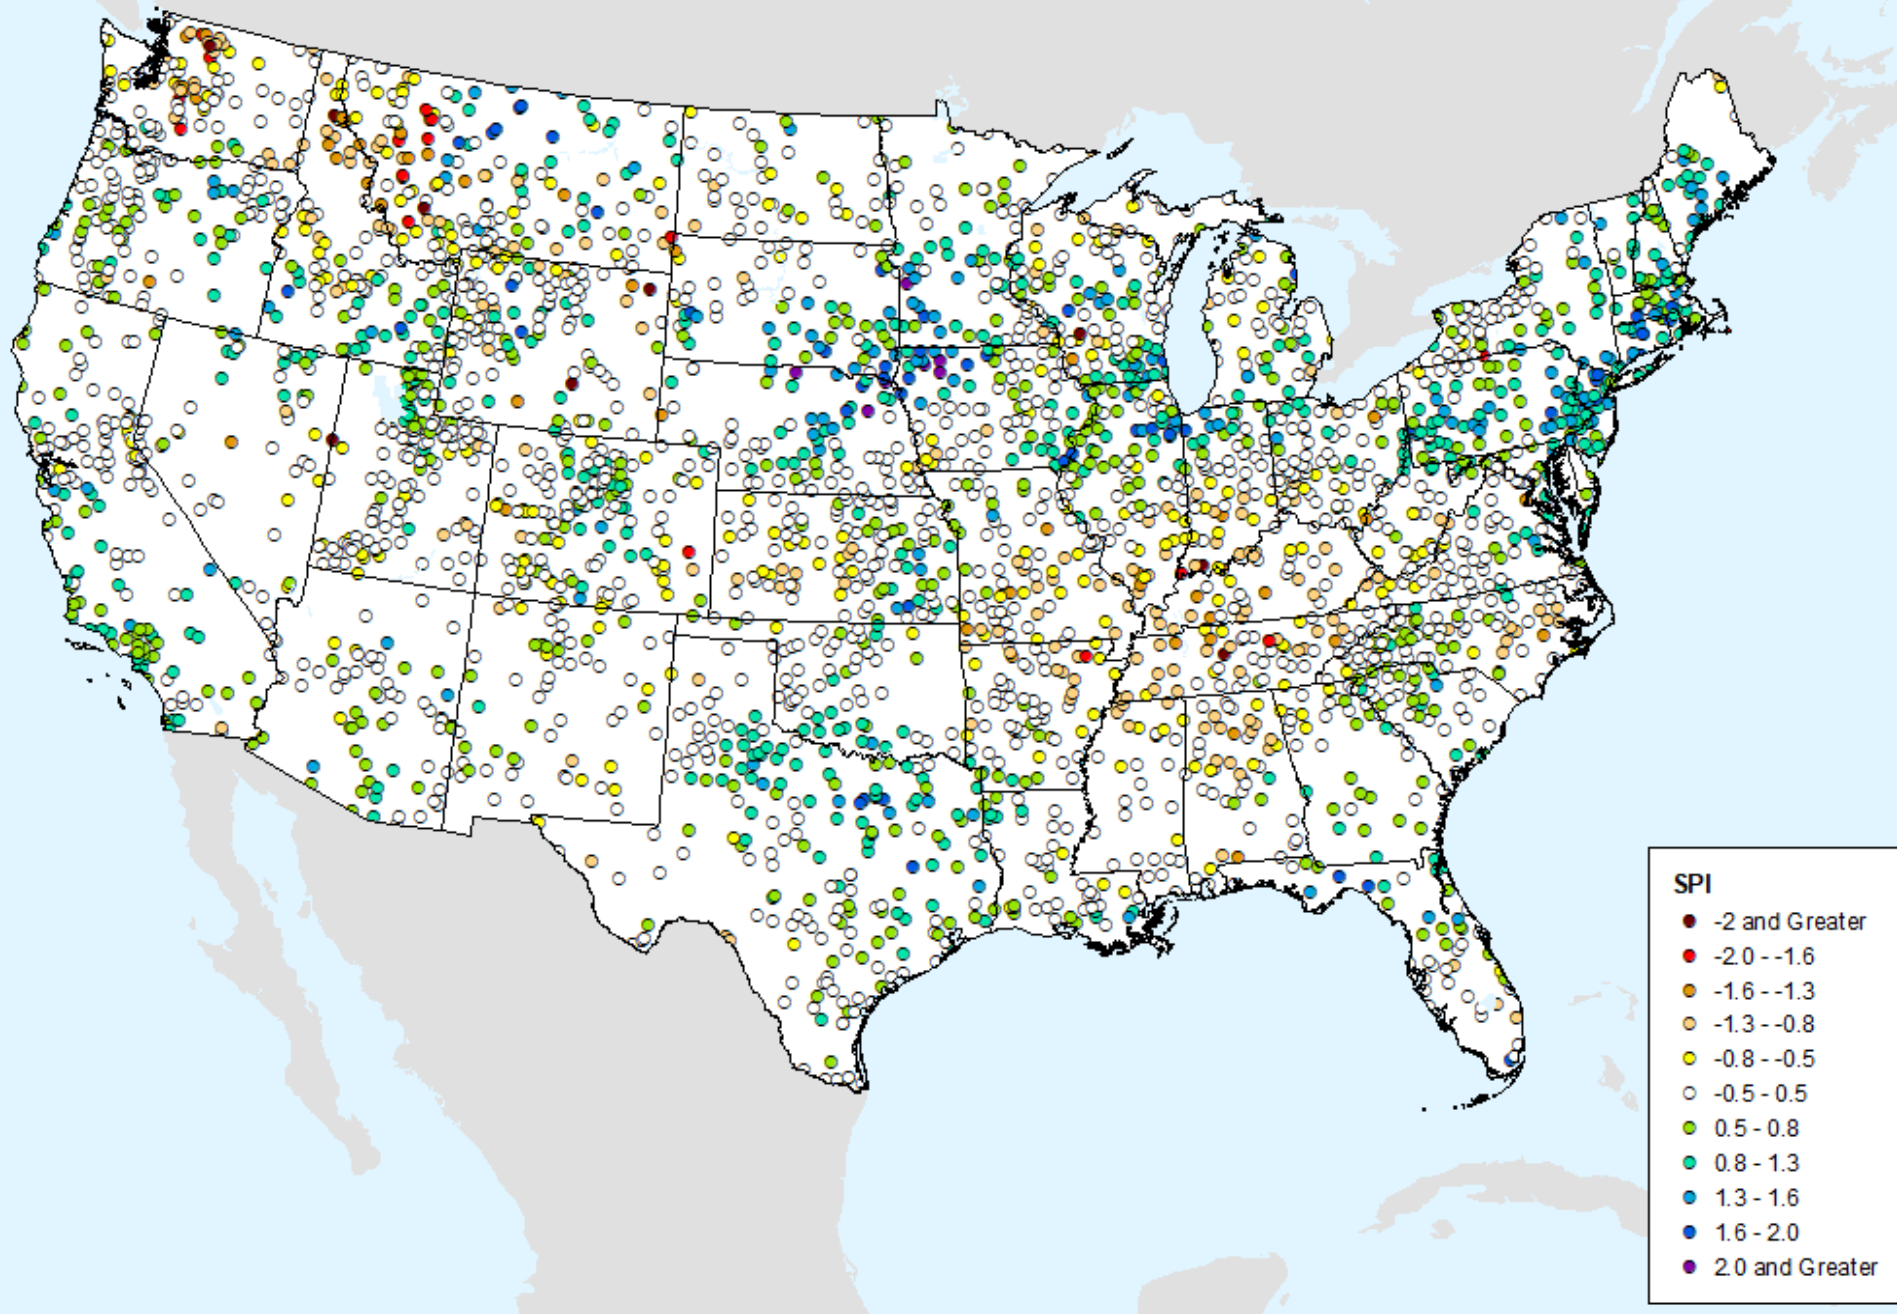 SPI
-2 and Greater
-2.0 - -1.6
-1.6 - -1.3
-1.3 - -0.8
-0.8 - -0.5
-0.5 - 0.5
0.5 - 0.8
0.8 - 1.3
1.3 - 1.6
1.6 - 2.0
2.0 and Greater